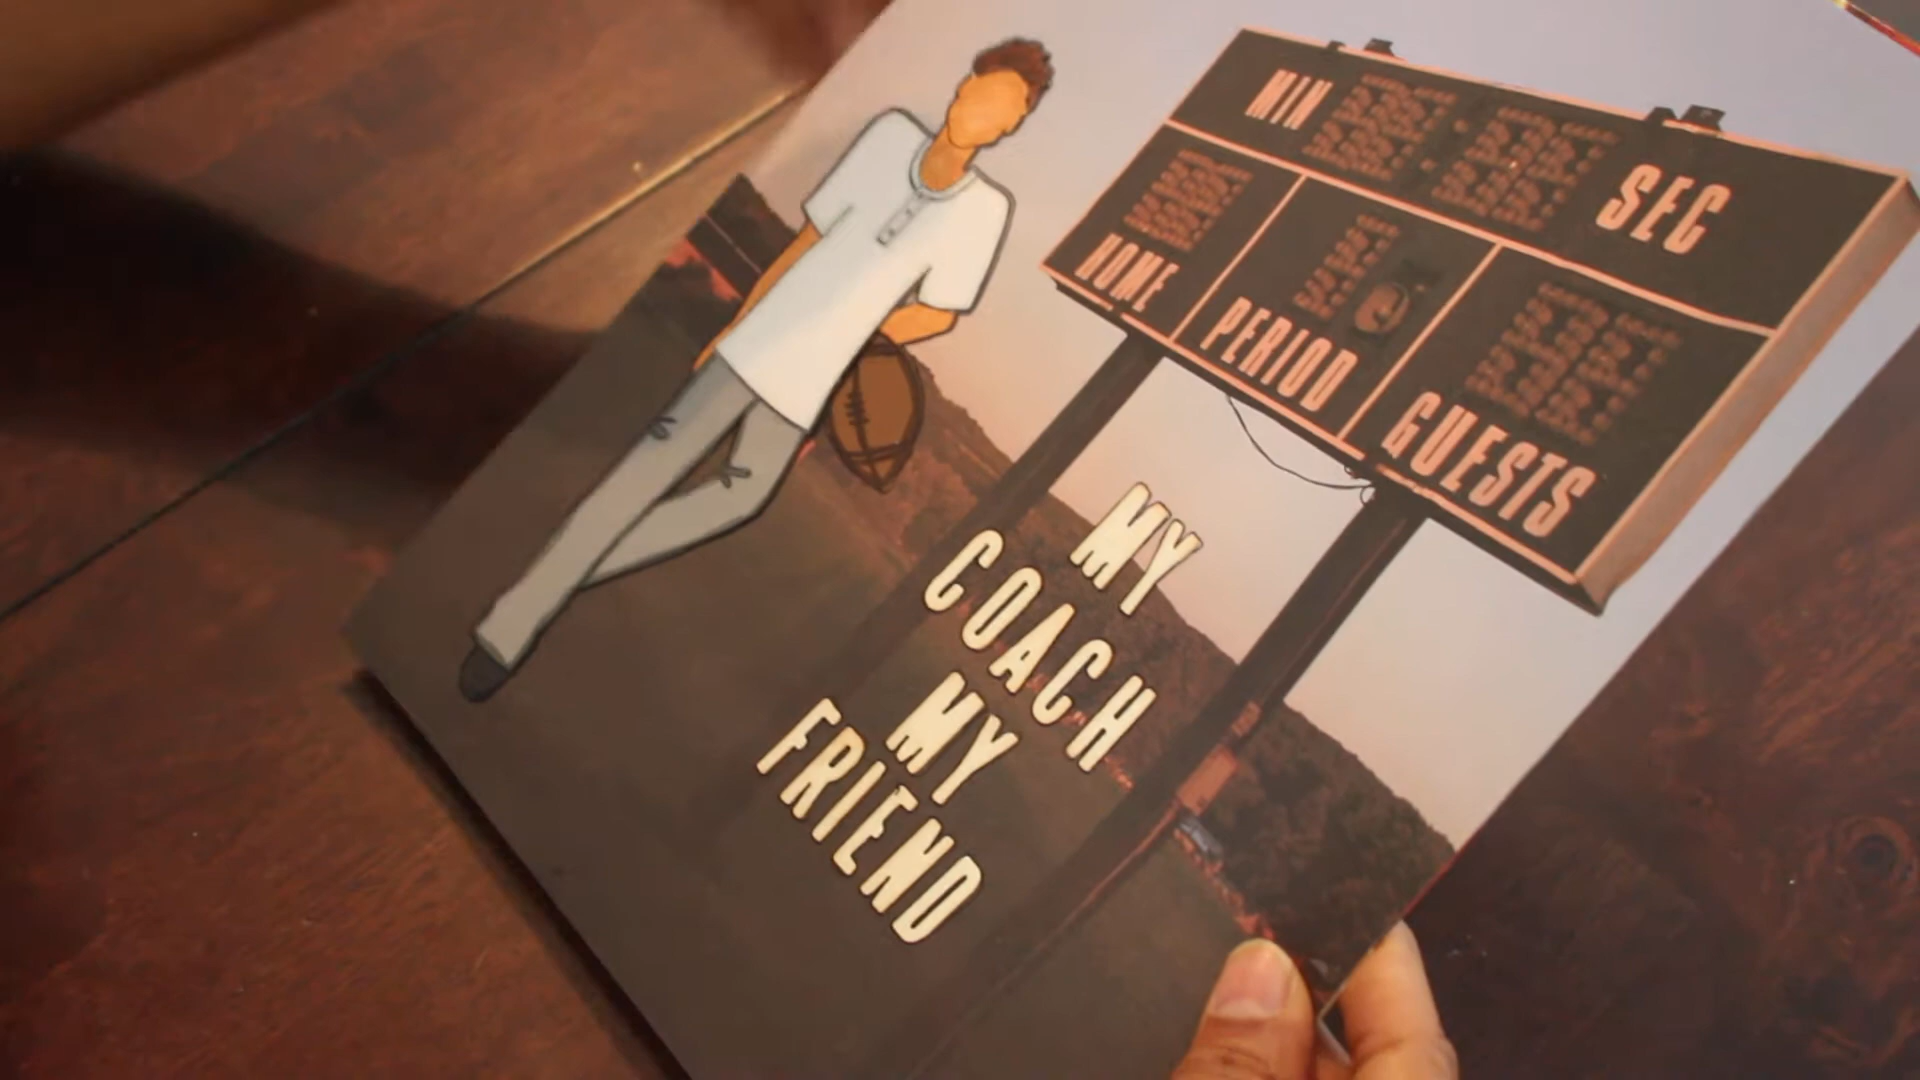 MIN SEC
HOME PERIOD GUESTS
MY
COACH
MY
FRIEND